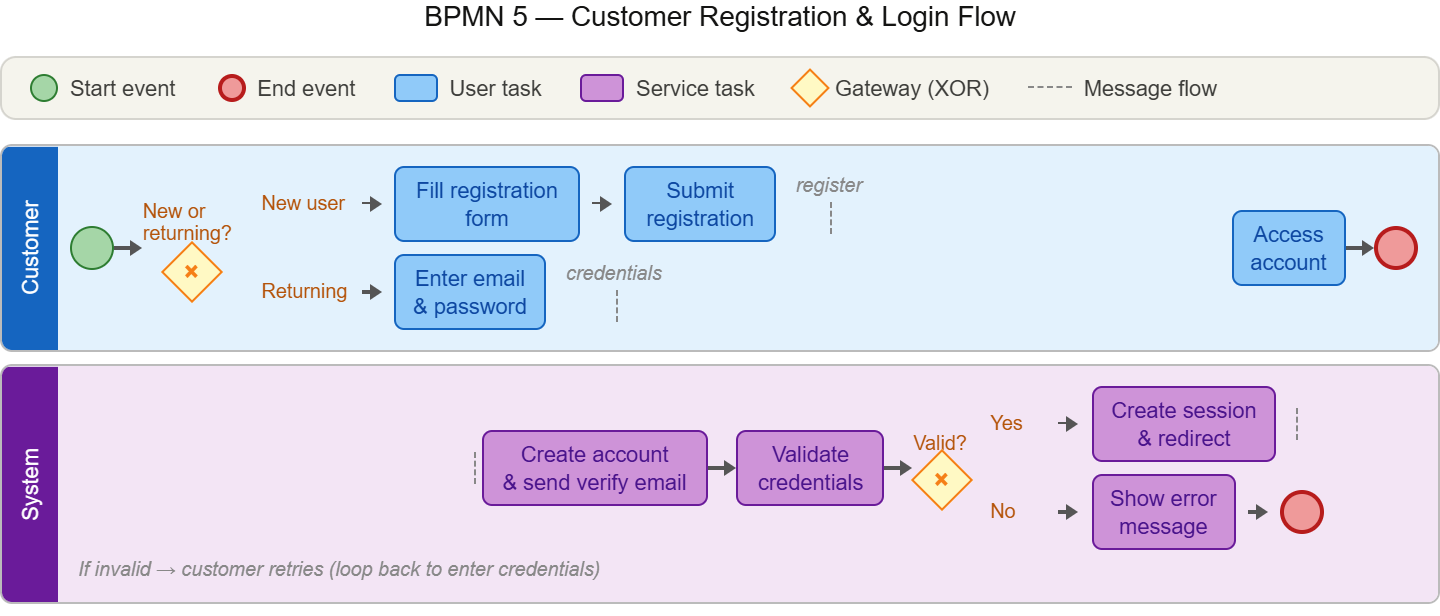 BPMN 5 — Customer Registration & Login Flow
Start event
End event
User task
Service task
Gateway (XOR)
Message flow
Customer
New or
returning?
New user
Fill registration
form
Submit
registration
register
Returning
Enter email
& password
credentials
Access
account
System
Create account
& send verify email
Validate
credentials
Valid?
Yes
Create session
& redirect
No
Show error
message
If invalid → customer retries (loop back to enter credentials)